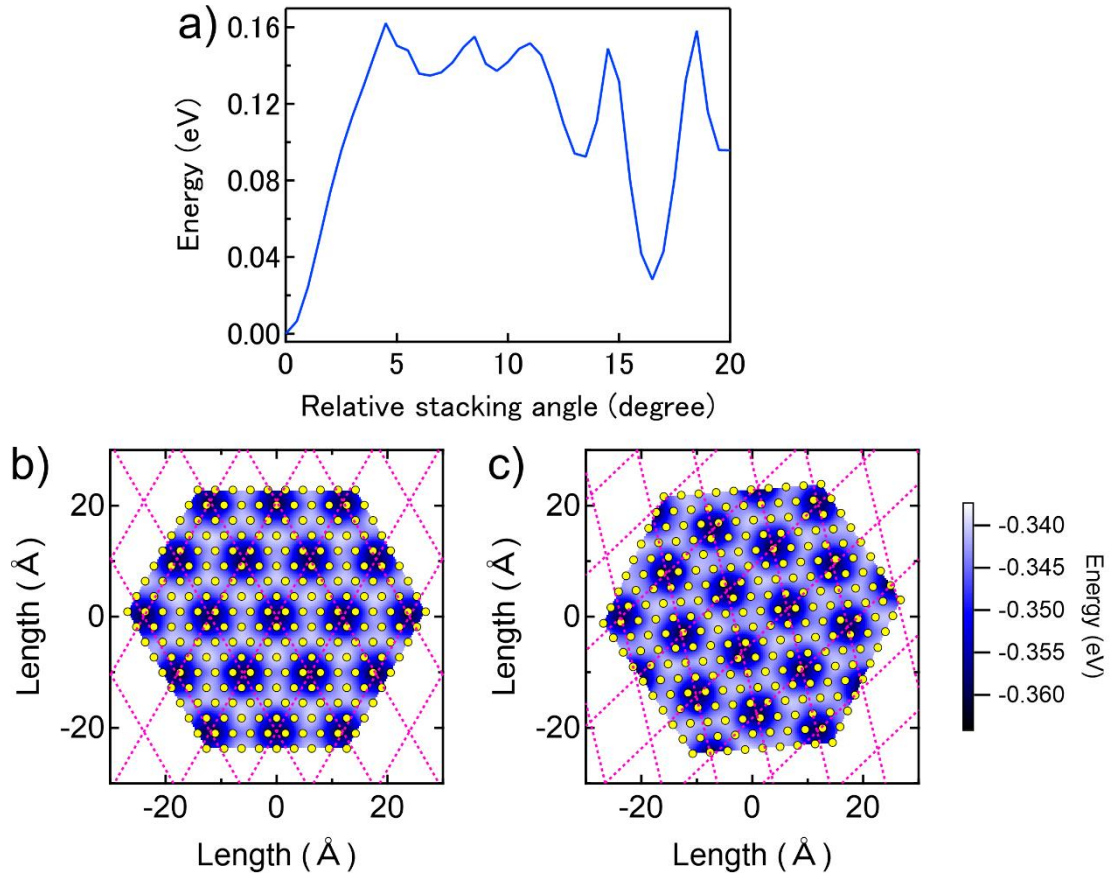 a)
0.16
0.12
0.08
0.04
0.00
Energy (eV)
0 5 10 15 20
Relative stacking angle (degree)
b)
20
0
-20
Length (Å)
-20 0 20
Length (Å)
c)
20
0
-20
Length (Å)
-20 0 20
Length (Å)
-0.340
-0.345
-0.350
-0.355
-0.360
Energy (eV)